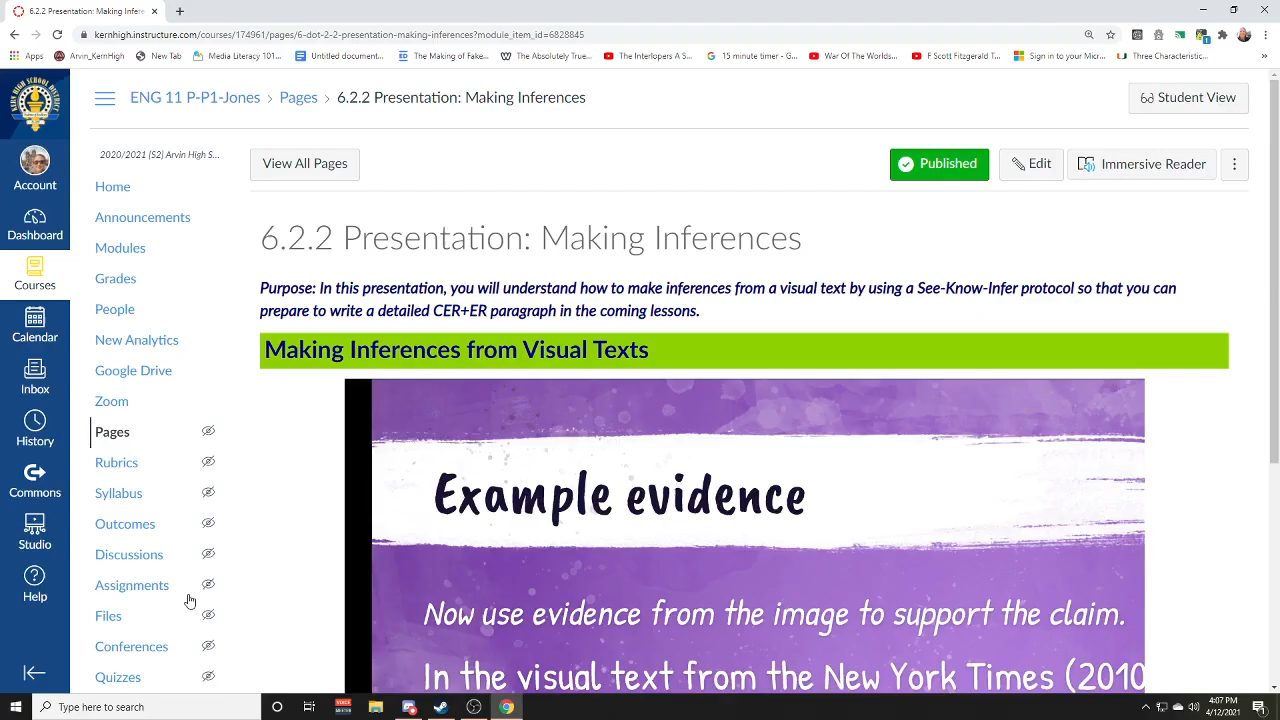 6.2.2 Presentation: Making Infere
kernhigh.instructure.com/cories/174961/pages/6-dot-2-2-presentation-making-inferences?module_item_id=6828845
Apps
Arvin_KernHigh
New Tab
Media Literacy 101...
Bookmarks
The Making of Fake...
The Absolutely True...
The Interlopers A S...
15 minute timer - G...
War Of The Worlds...
F Scott Fitzgerald T...
Sign in to your Micr...
Three Characteristic...
ENG 11 P-P1-Jones
Pages
6.2.2 Presentation: Making Inferences
Student View
2020/2021 [S2] Arvin High S...
View All Pages
Published
Edit
Immersive Reader
Account
Dashboard
Courses
Calendar
Inbox
History
Commons
Studio
Help
Home
Announcements
Modules
Grades
People
New Analytics
Google Drive
Zoom
Pages
Rubrics
Syllabus
Outcomes
Discussions
Assignments
Files
Conferences
Quizzes
6.2.2 Presentation: Making Inferences
Purpose: In this presentation, you will understand how to make inferences from a visual text by using a See-Know-Infer protocol so that you can
prepare to write a detailed CER+ER paragraph in the coming lessons.
Making Inferences from Visual Texts
Example evidence
Now use evidence from the image to support the claim.
In the visual text from the New York Times (2010
Type here to search
4:07 PM
4/12/2021